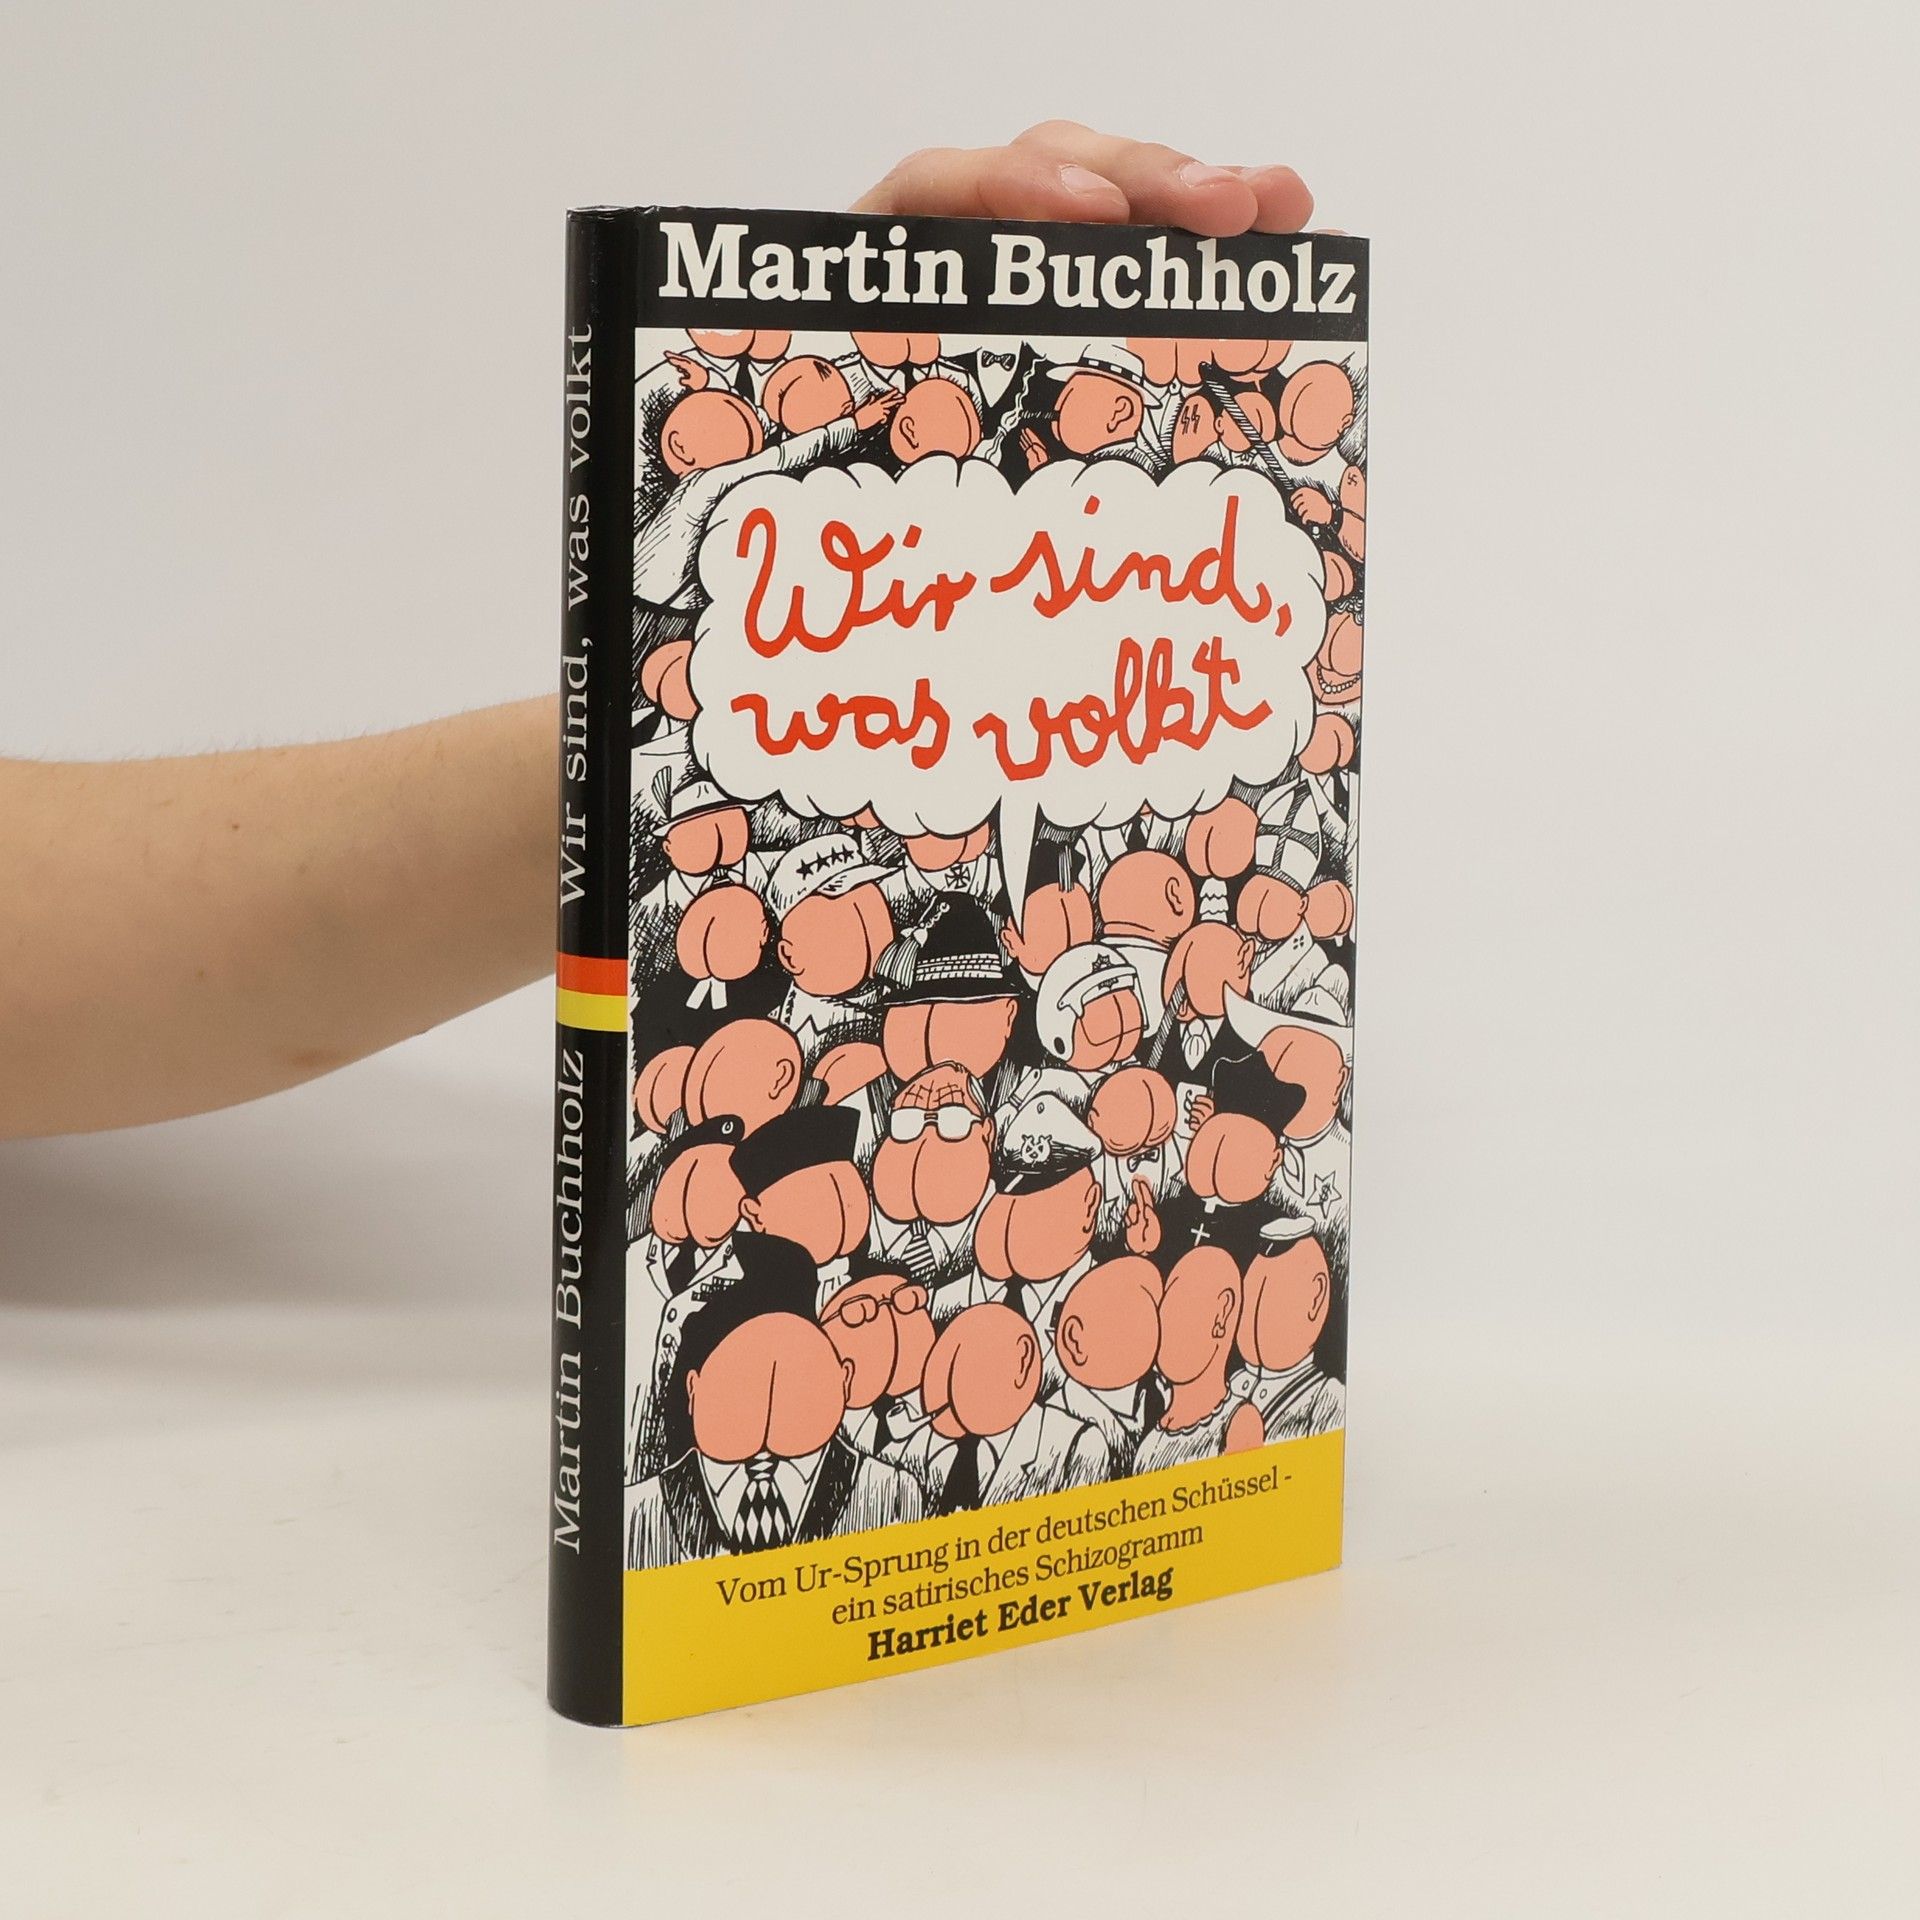 Martin Buchholz
Wir sind,
was volkt
Vom Ur-Sprung in der deutschen Schüssel -
ein satirisches Schizogramm
Harriet Eder Verlag
Martin Buchholz Wir sind, was volkt